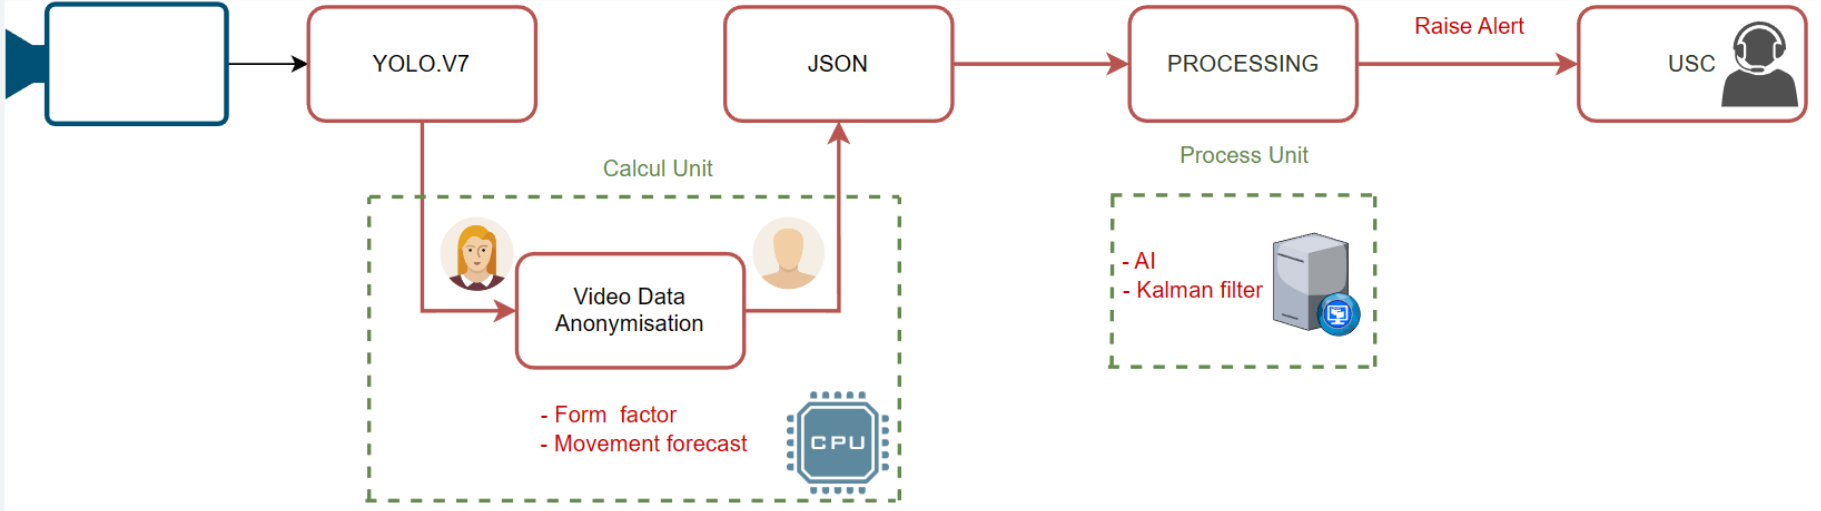 YOLO.V7
JSON
PROCESSING
Raise Alert
USC
Calcul Unit
Process Unit
Video Data
Anonymisation
- AI
- Kalman filter
- Form factor
- Movement forecast
CPU